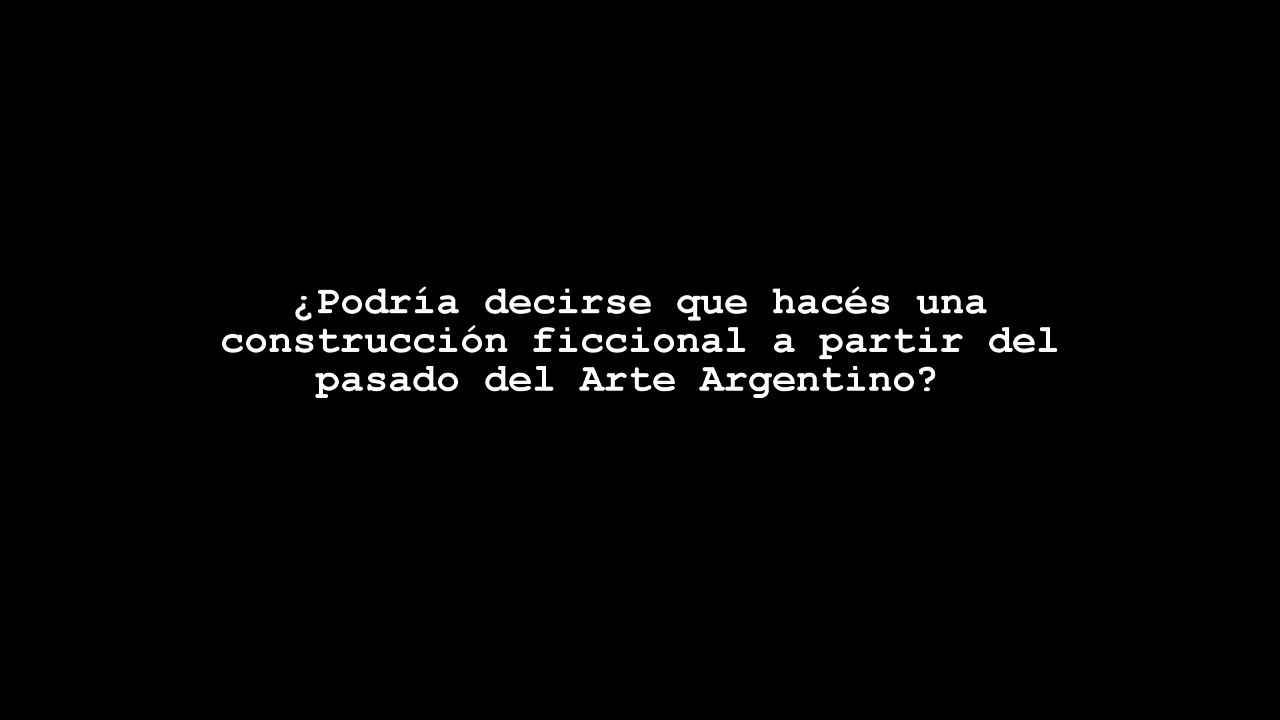 ¿Podría decirse que hacés una
construcción ficcional a partir del
pasado del Arte Argentino?